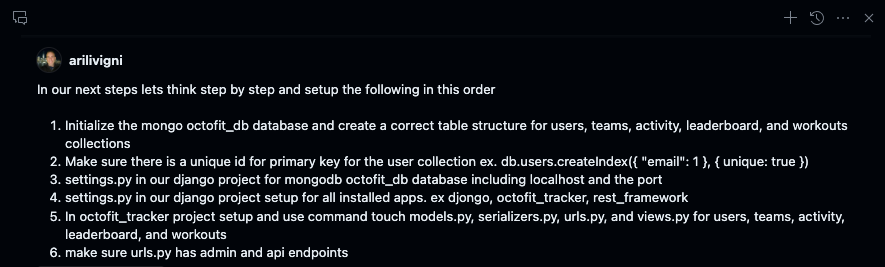 arilivigni
In our next steps lets think step by step and setup the following in this order
1. Initialize the mongo octofit_db database and create a correct table structure for users, teams, activity, leaderboard, and workouts
collections
2. Make sure there is a unique id for primary key for the user collection ex. db.users.createIndex({ "email": 1 }, { unique: true })
3. settings.py in our django project for mongodb octofit_db database including localhost and the port
4. settings.py in our django project setup for all installed apps. ex djongo, octofit_tracker, rest_framework
5. In octofit_tracker project setup and use command touch models.py, serializers.py, urls.py, and views.py for users, teams, activity,
leaderboard, and workouts
6. make sure urls.py has admin and api endpoints